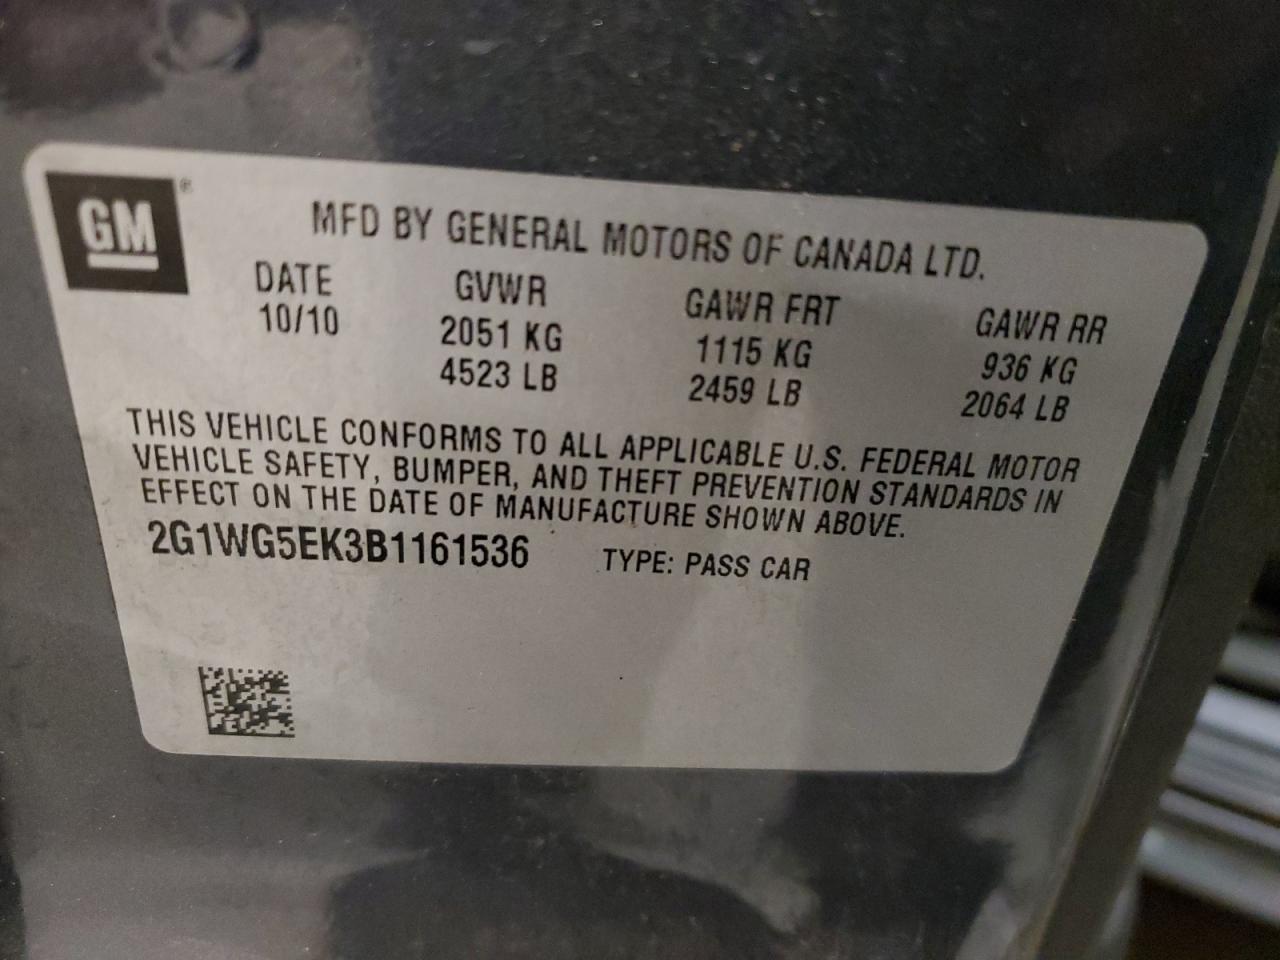 GM®
MFD BY GENERAL MOTORS OF CANADA LTD.
DATE GVWR GAWR FRT GAWR RR
10/10 2051 KG 1115 KG 936 KG
4523 LB 2459 LB 2064 LB
THIS VEHICLE CONFORMS TO ALL APPLICABLE U.S. FEDERAL MOTOR
VEHICLE SAFETY, BUMPER, AND THEFT PREVENTION STANDARDS IN
EFFECT ON THE DATE OF MANUFACTURE SHOWN ABOVE.
2G1WG5EK3B1161536 TYPE: PASS CAR